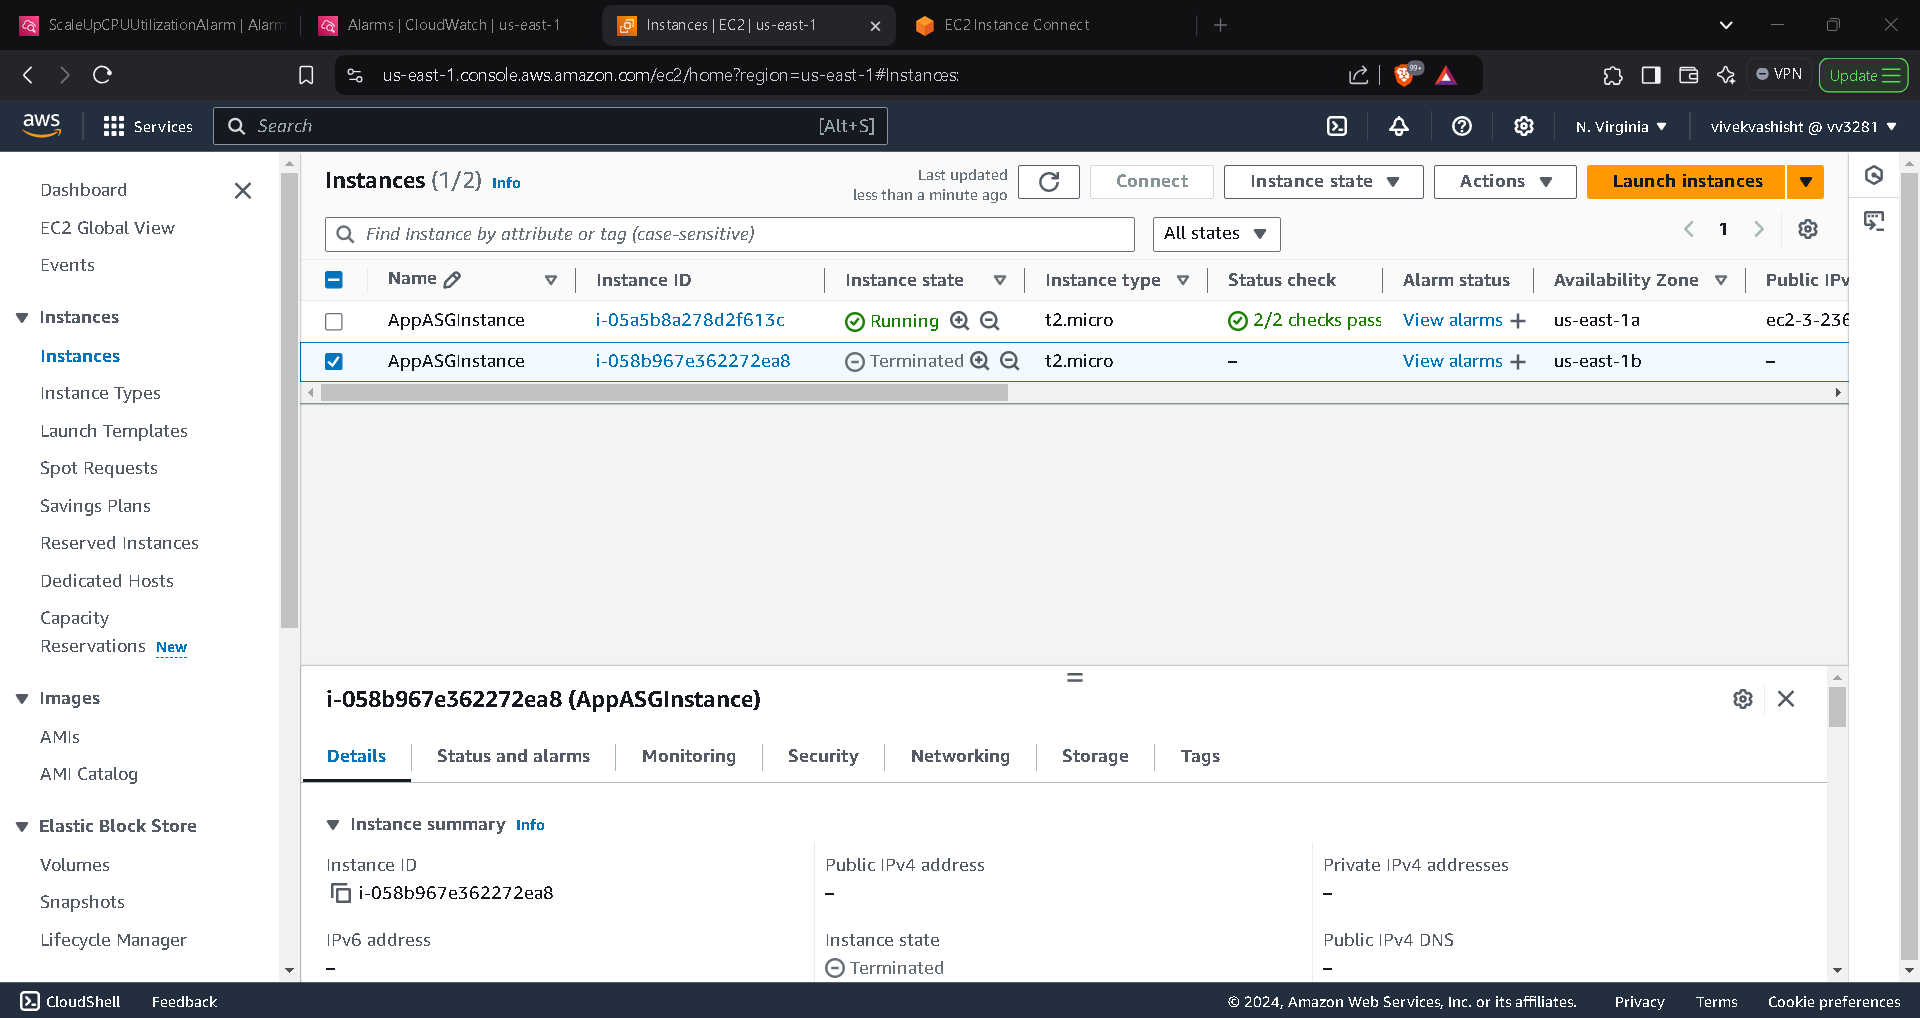 ScaleUpCPUUtilizationAlarm | Alarm
Alarms | CloudWatch | us-east-1
Instances | EC2 | us-east-1
EC2 Instance Connect
us-east-1.console.aws.amazon.com/ec2/home?region=us-east-1#Instances:
99+
VPN
Update
aws
Services
Search
[Alt+S]
N. Virginia
vivekvashisht @ vv3281
Dashboard
EC2 Global View
Events
Instances
Instances
Instance Types
Launch Templates
Spot Requests
Savings Plans
Reserved Instances
Dedicated Hosts
Capacity
Reservations New
Images
AMIs
AMI Catalog
Elastic Block Store
Volumes
Snapshots
Lifecycle Manager
Instances (1/2) Info
Last updated
less than a minute ago
Connect
Instance state
Actions
Launch instances
Find Instance by attribute or tag (case-sensitive)
All states
1
Name Instance ID Instance state Instance type Status check Alarm status Availability Zone Public IPv
AppASGInstance i-05a5b8a278d2f613c Running t2.micro 2/2 checks pass View alarms + us-east-1a ec2-3-236
AppASGInstance i-058b967e362272ea8 Terminated t2.micro – View alarms + us-east-1b –
i-058b967e362272ea8 (AppASGInstance)
Details Status and alarms Monitoring Security Networking Storage Tags
Instance summary Info
Instance ID
i-058b967e362272ea8
Public IPv4 address
–
Private IPv4 addresses
–
IPv6 address
–
Instance state
Terminated
Public IPv4 DNS
–
CloudShell Feedback
© 2024, Amazon Web Services, Inc. or its affiliates. Privacy Terms Cookie preferences